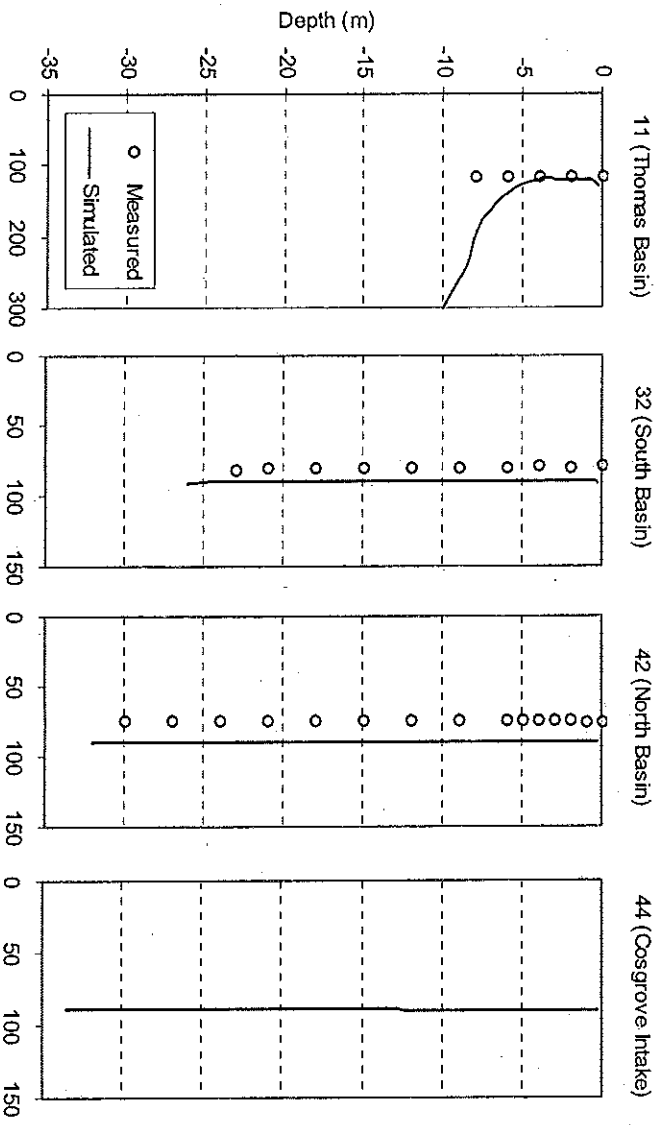 11 (Thomas Basin)
32 (South Basin)
42 (North Basin)
44 (Cosgrove Intake)
Depth (m)
0
-5
-10
-15
-20
-25
-30
-35
Measured
Simulated
0 100 200 300
0 50 100 150
0 50 100 150
0 50 100 150